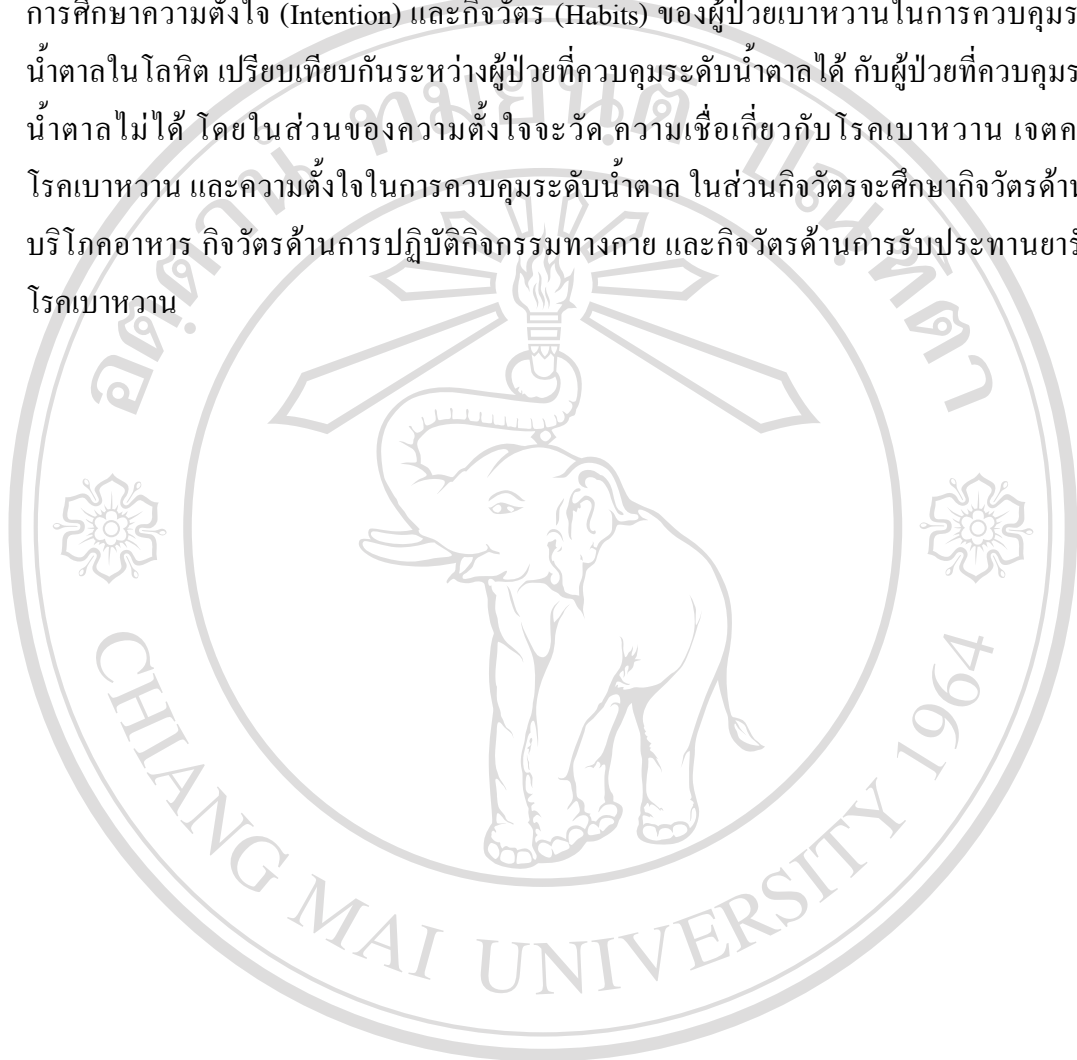 การศึกษาความตั้งใจ (Intention) และกิจวัตร (Habits) ของผู้ป่วยเบาหวานในการควบคุมร
น้ำตาลในโลหิต เปรียบเทียบกันระหว่างผู้ป่วยที่ควบคุมระดับน้ำตาลได้ กับผู้ป่วยที่ควบคุมร
น้ำตาลไม่ได้ โดยในส่วนของความตั้งใจจะวัด ความเชื่อเกี่ยวกับโรคเบาหวาน เจตค
โรคเบาหวาน และความตั้งใจในการควบคุมระดับน้ำตาล ในส่วนกิจวัตรจะศึกษากิจวัตรด้าน
บริโภคอาหาร กิจวัตรด้านการปฏิบัติกิจกรรมทางกาย และกิจวัตรด้านการรับประทานยารั
โรคเบาหวาน
อตฺตานํ ทมยนฺติ ปณฺฑิตา
CHIANG MAI UNIVERSITY 1964